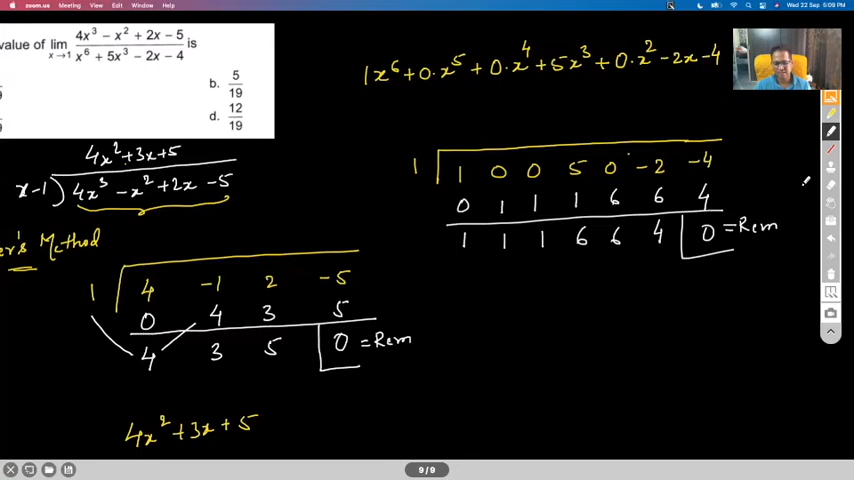 zoom.us Meeting View Edit Window Help Wed 22 Sep 5:09 PM
value of lim x→1 (4x³ − x² + 2x − 5)/(x⁶ + 5x³ − 2x − 4) is
b. 5/19
d. 12/19
1x⁶ + 0·x⁵ + 0·x⁴ + 5x³ + 0·x² − 2x − 4
4x² + 3x + 5
x−1 ) 4x³ − x² + 2x − 5
er's Method
1 | 4 −1 2 −5
0 4 3 5
4 3 5 0 = Rem
4x² + 3x + 5
1 | 1 0 0 5 0 −2 −4
0 1 1 1 6 6 4
1 1 1 6 6 4 0 = Rem
9/9